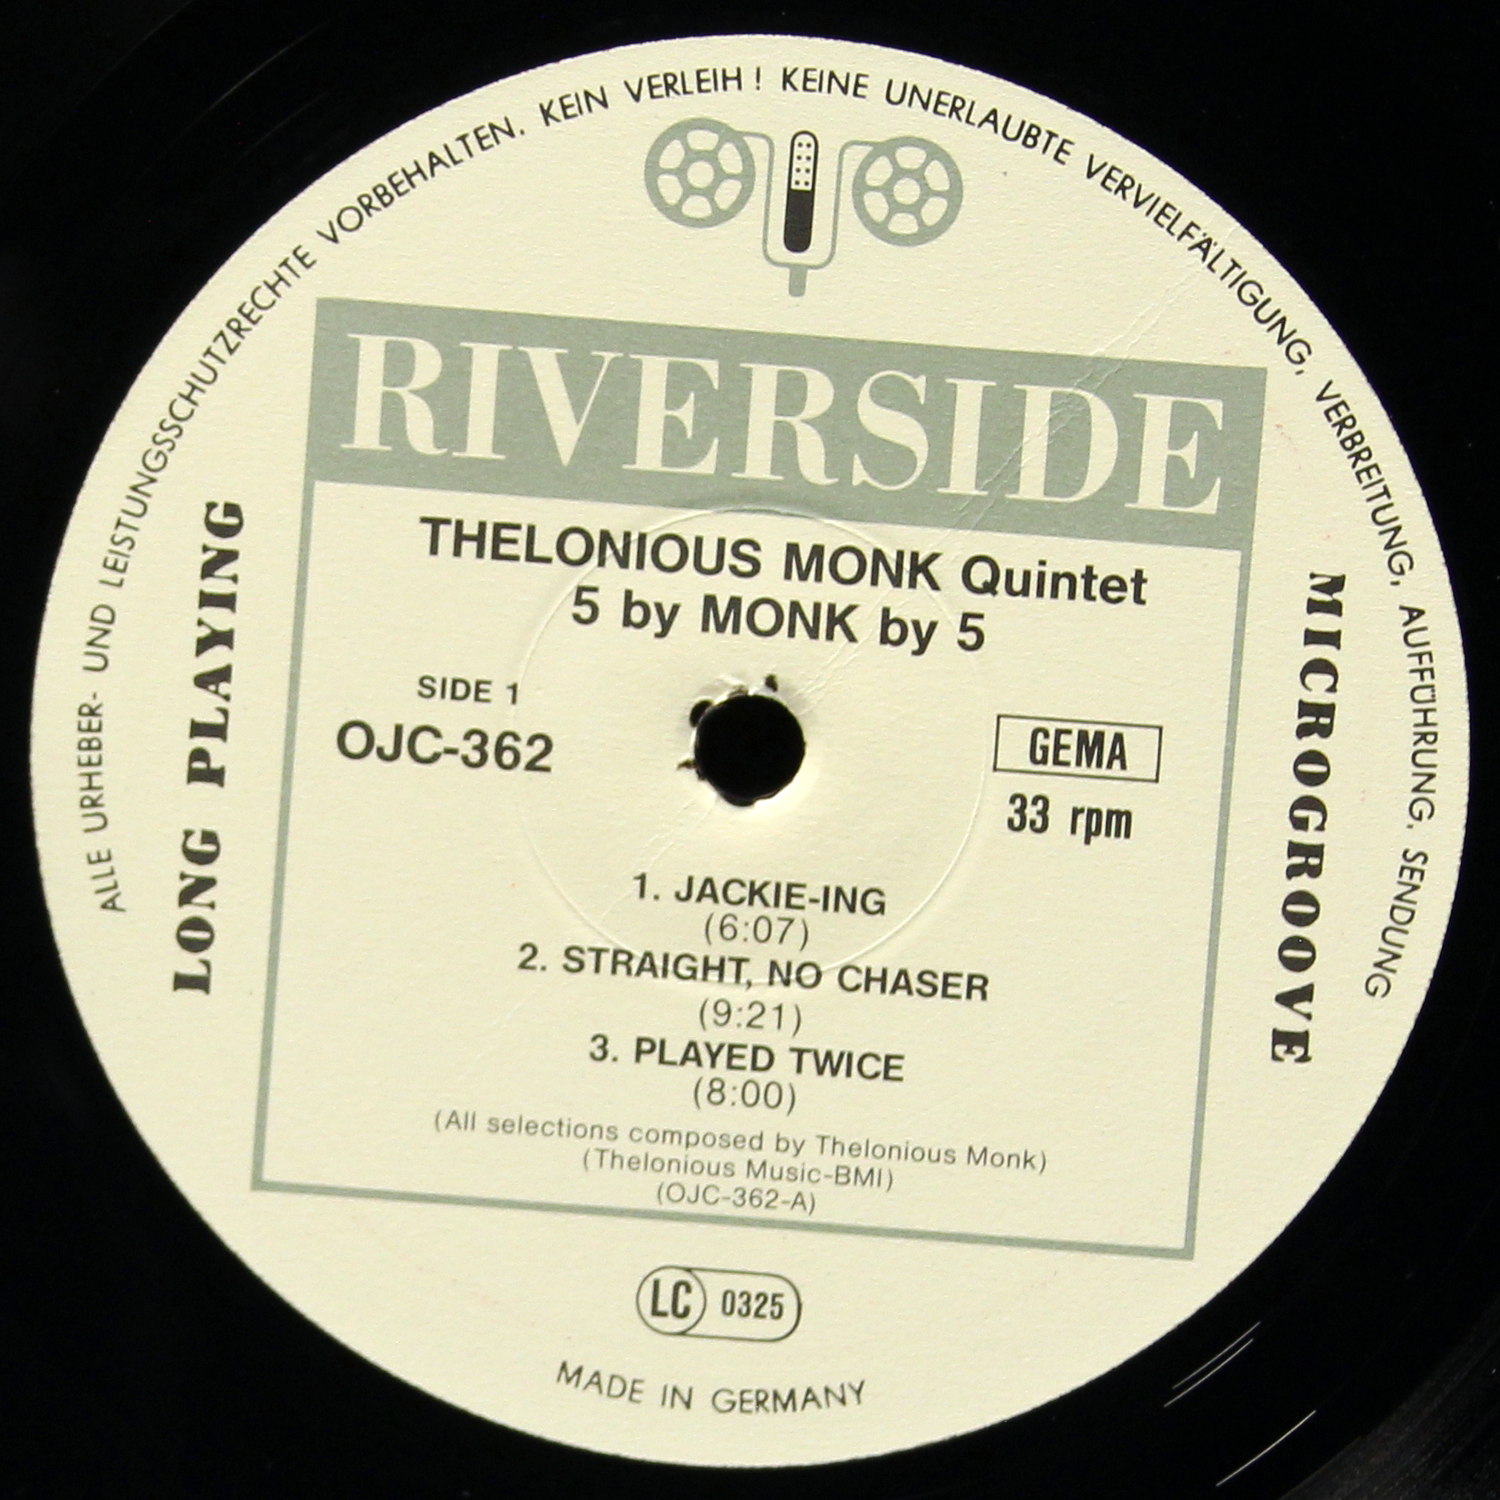 ALLE URHEBER- UND LEISTUNGSSCHUTZRECHTE VORBEHALTEN. KEIN VERLEIH! KEINE UNERLAUBTE VERVIELFÄLTIGUNG, VERBREITUNG, AUFFÜHRUNG, SENDUNG
RIVERSIDE
LONG PLAYING
MICROGROOVE
THELONIOUS MONK Quintet
5 by MONK by 5
SIDE 1
OJC-362
GEMA
33 rpm
1. JACKIE-ING
(6:07)
2. STRAIGHT, NO CHASER
(9:21)
3. PLAYED TWICE
(8:00)
(All selections composed by Thelonious Monk)
(Thelonious Music-BMI)
(OJC-362-A)
LC 0325
MADE IN GERMANY